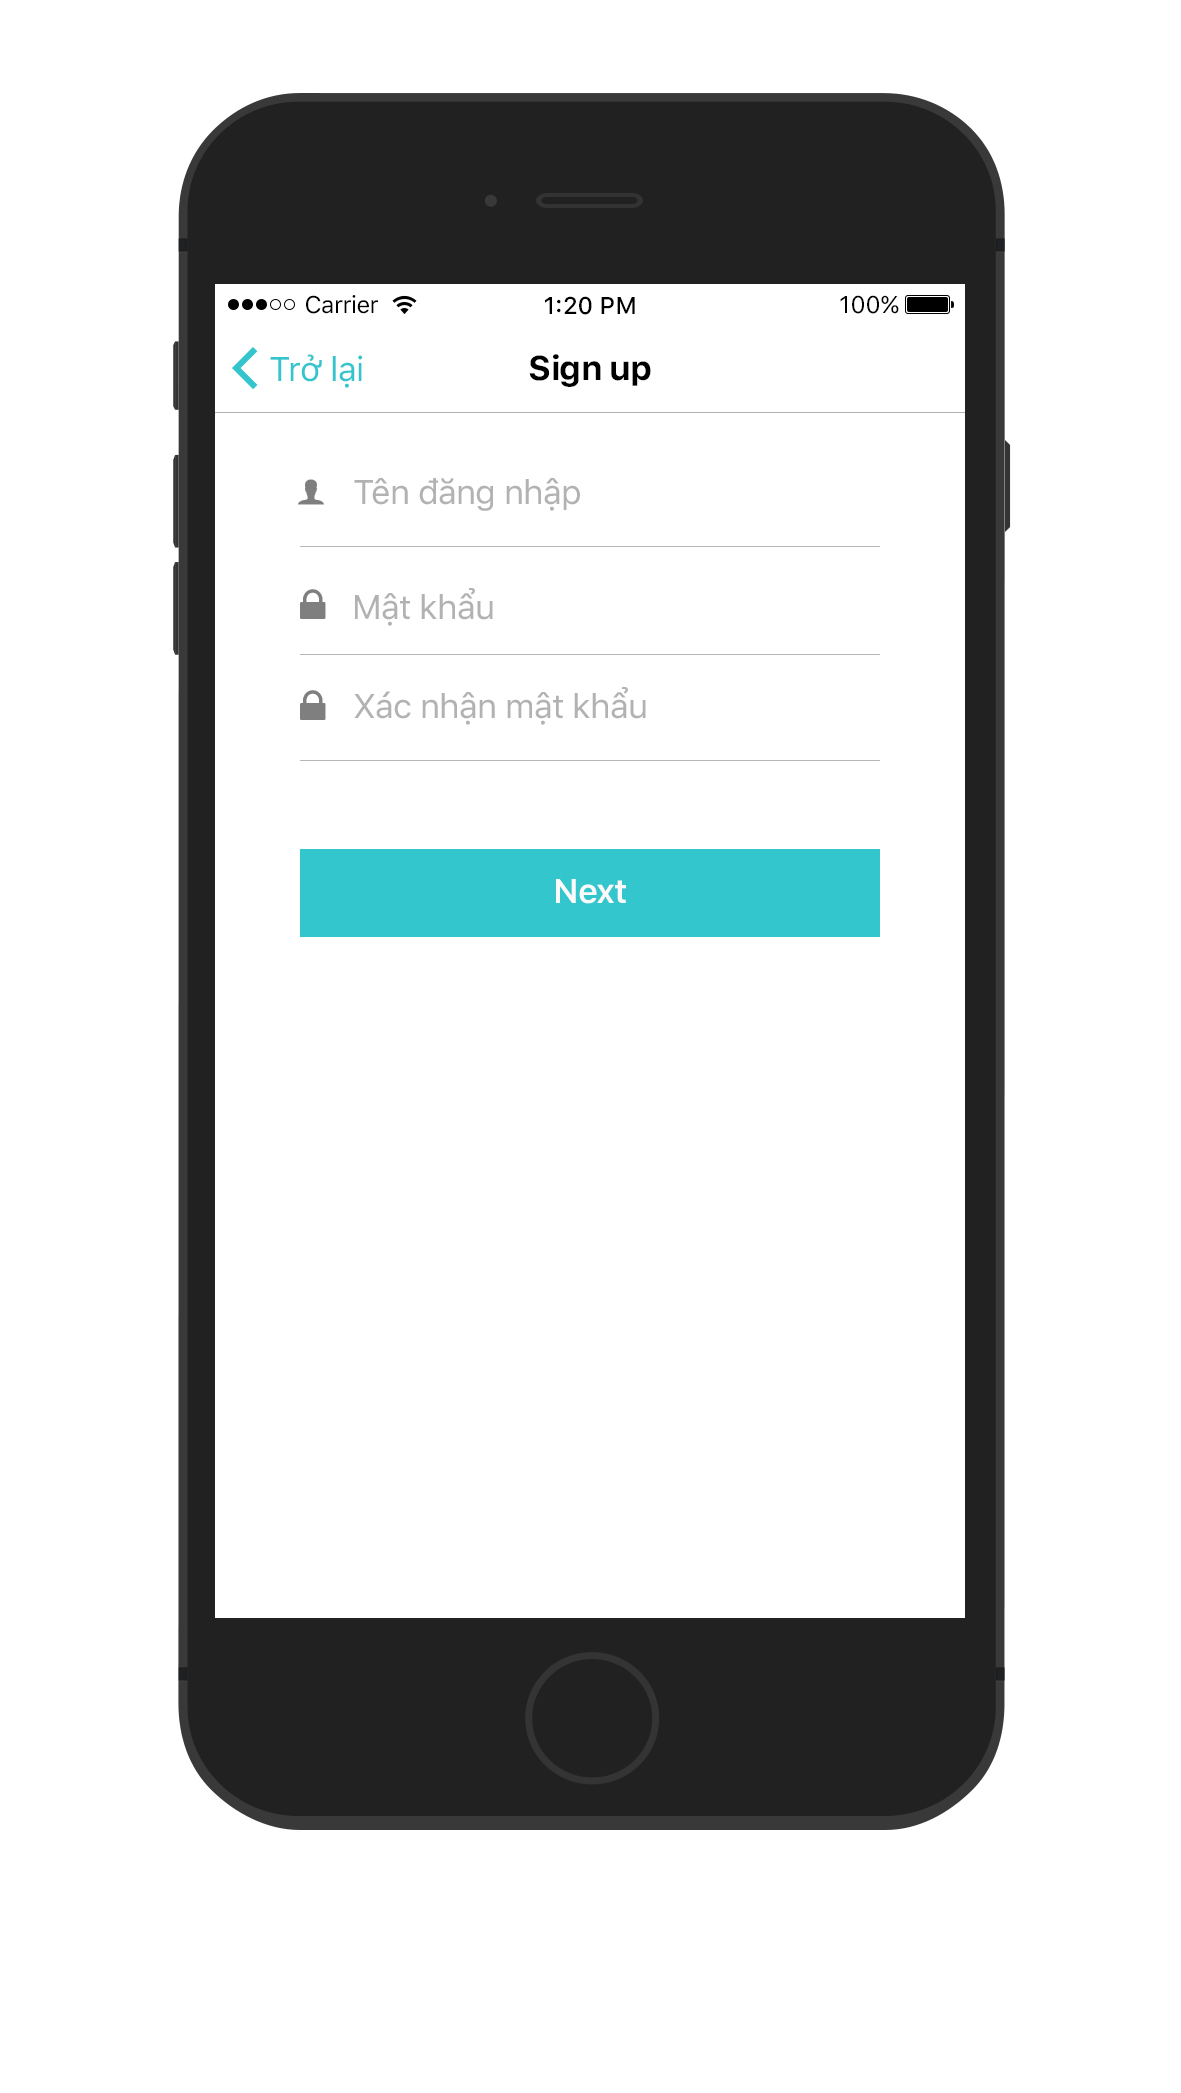 Carrier 1:20 PM 100%
Trở lại Sign up
Tên đăng nhập
Mật khẩu
Xác nhận mật khẩu
Next